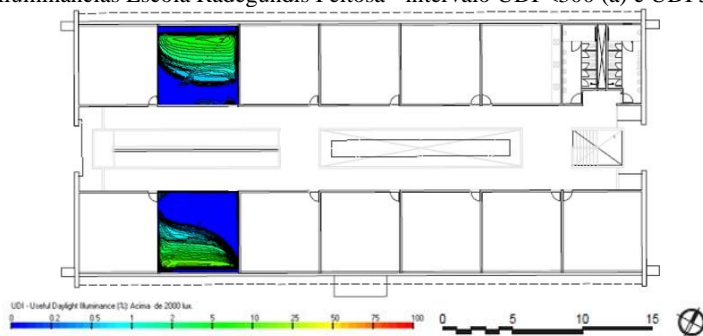 Iluminâncias Escola Radegundis Feitosa – intervalo UDI <300 (a) e UDI
UDI - Useful Daylight Illuminance (%): Acima de 2000 lux.
0 0.2 0.5 1 2 5 10 25 50 75 100
0 5 10 15